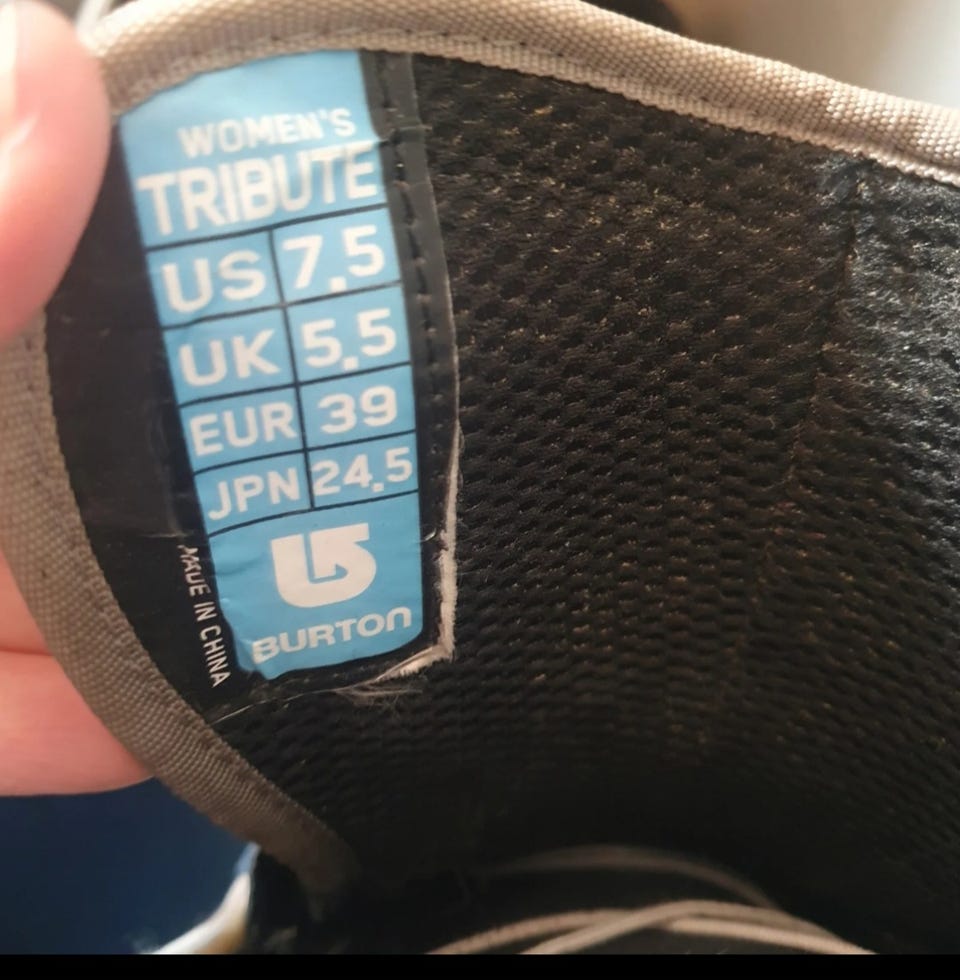 WOMEN'S
TRIBUTE
US 7.5
UK 5.5
EUR 39
JPN 24.5
BURTON
MADE IN CHINA